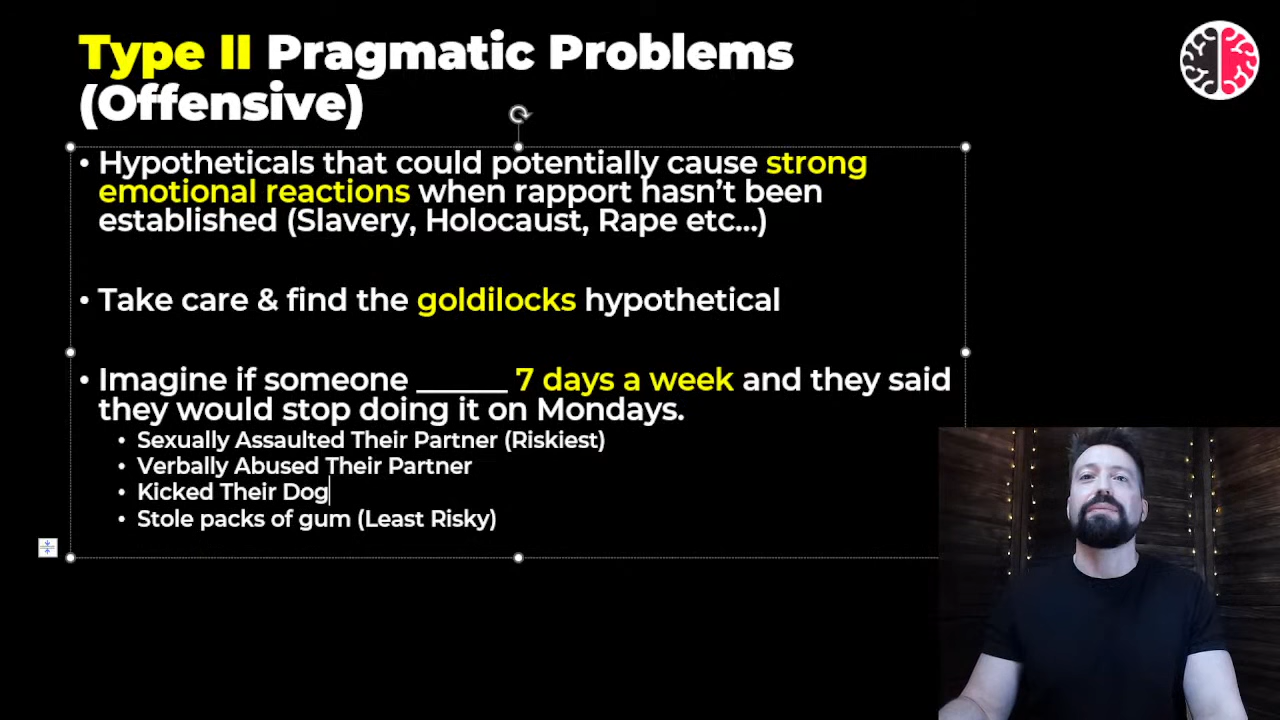 Type II Pragmatic Problems
(Offensive)
• Hypotheticals that could potentially cause strong
emotional reactions when rapport hasn’t been
established (Slavery, Holocaust, Rape etc...)
• Take care & find the goldilocks hypothetical
• Imagine if someone ______ 7 days a week and they said
they would stop doing it on Mondays.
• Sexually Assaulted Their Partner (Riskiest)
• Verbally Abused Their Partner
• Kicked Their Dog
• Stole packs of gum (Least Risky)